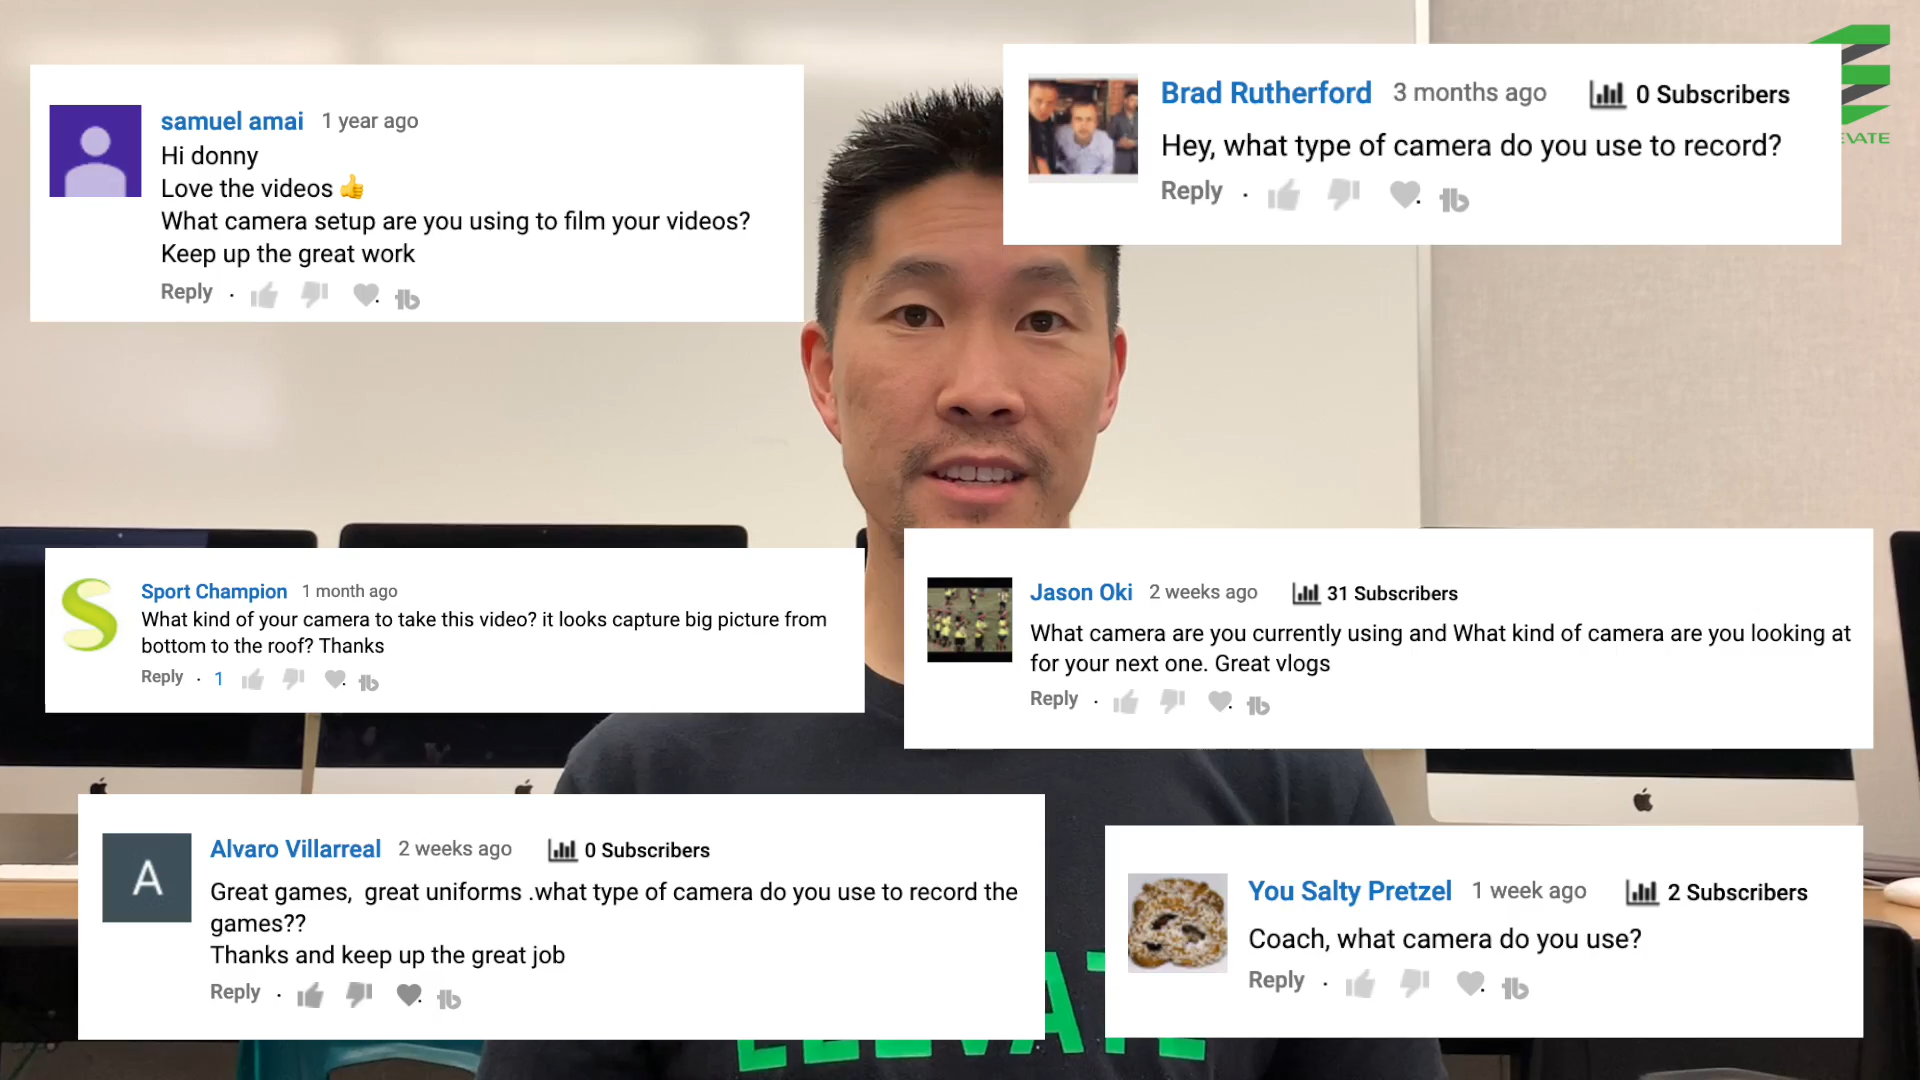 samuel amai 1 year ago
Hi donny
Love the videos 👍
What camera setup are you using to film your videos?
Keep up the great work
Reply ·
Brad Rutherford 3 months ago 0 Subscribers
Hey, what type of camera do you use to record?
Reply ·
EVATE
Sport Champion 1 month ago
What kind of your camera to take this video? it looks capture big picture from
bottom to the roof? Thanks
Reply · 1
Jason Oki 2 weeks ago 31 Subscribers
What camera are you currently using and What kind of camera are you looking at
for your next one. Great vlogs
Reply ·
A
Alvaro Villarreal 2 weeks ago 0 Subscribers
Great games,  great uniforms .what type of camera do you use to record the
games??
Thanks and keep up the great job
Reply ·
You Salty Pretzel 1 week ago 2 Subscribers
Coach, what camera do you use?
Reply ·
ELEVATE